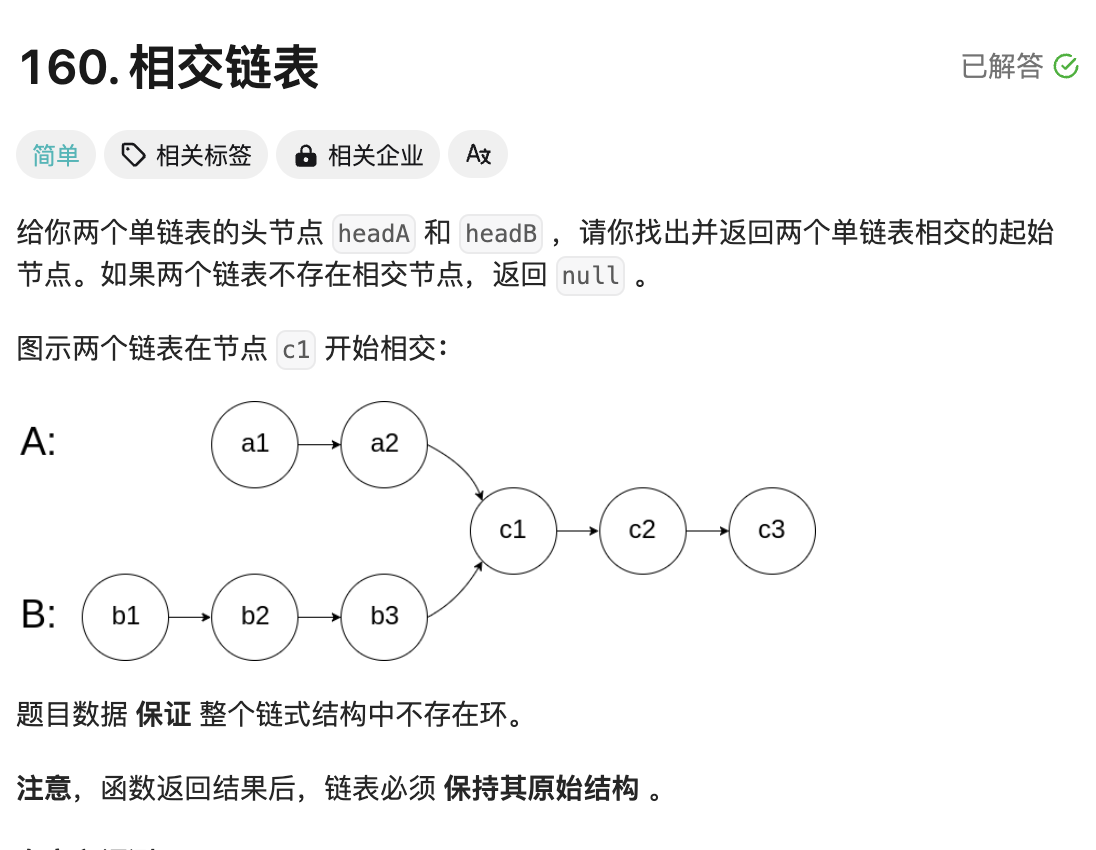 160. 相交链表
已解答
简单 相关标签 相关企业 Aあ
给你两个单链表的头节点 headA 和 headB ，请你找出并返回两个单链表相交的起始
节点。如果两个链表不存在相交节点，返回 null 。
图示两个链表在节点 c1 开始相交：
A: a1 a2
c1 c2 c3
B: b1 b2 b3
题目数据 保证 整个链式结构中不存在环。
注意，函数返回结果后，链表必须 保持其原始结构 。